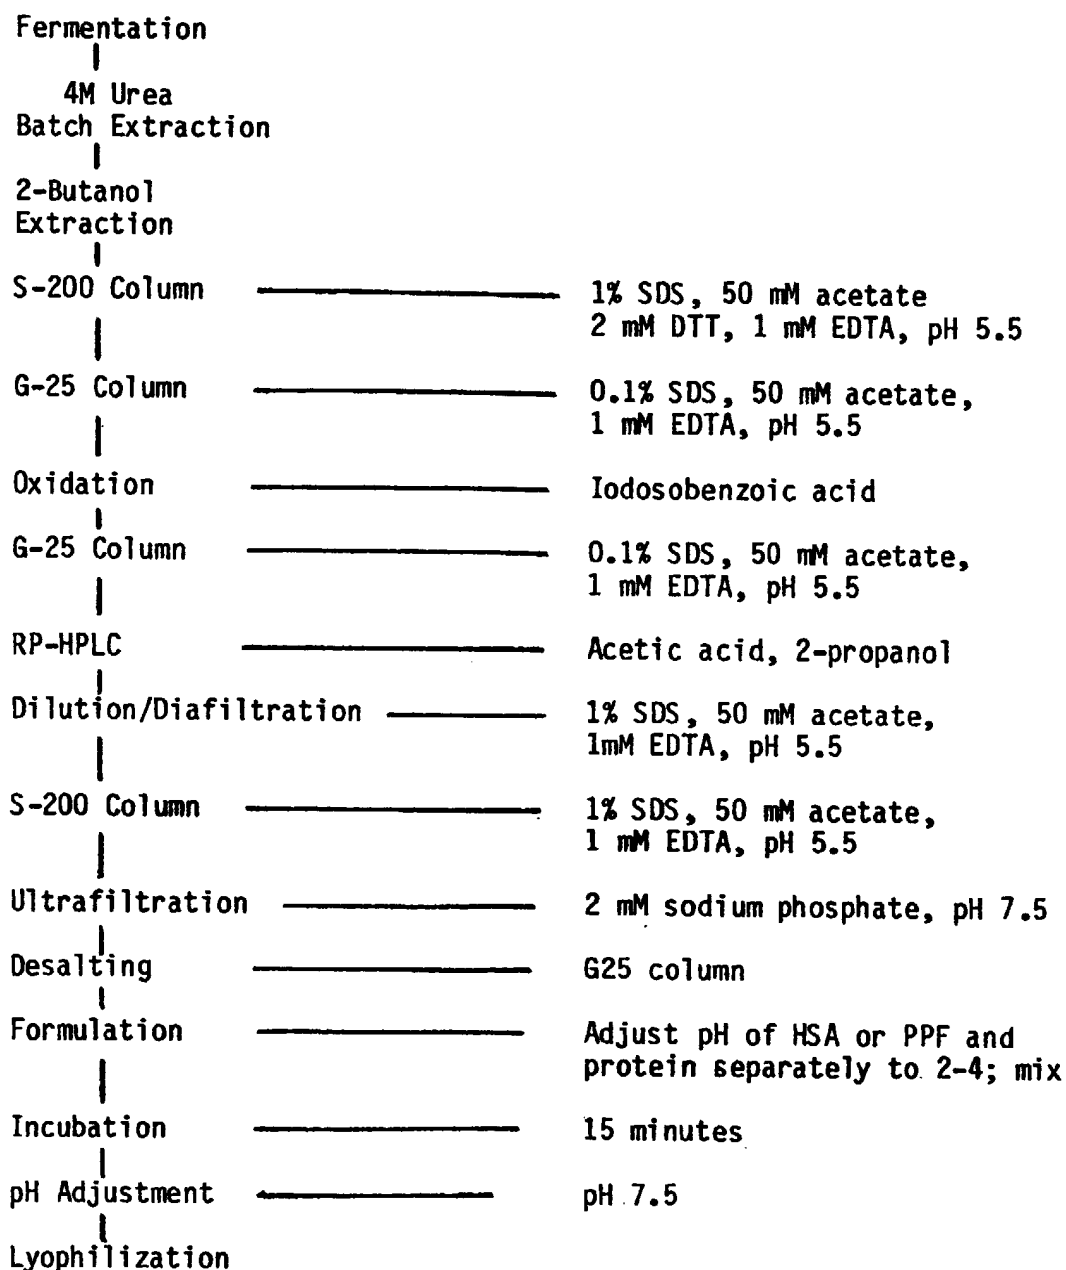 Fermentation
4M Urea
Batch Extraction
2-Butanol
Extraction
S-200 Column
1% SDS, 50 mM acetate
2 mM DTT, 1 mM EDTA, pH 5.5
G-25 Column
0.1% SDS, 50 mM acetate,
1 mM EDTA, pH 5.5
Oxidation
Iodosobenzoic acid
G-25 Column
0.1% SDS, 50 mM acetate,
1 mM EDTA, pH 5.5
RP-HPLC
Acetic acid, 2-propanol
Dilution/Diafiltration
1% SDS, 50 mM acetate,
1mM EDTA, pH 5.5
S-200 Column
1% SDS, 50 mM acetate,
1 mM EDTA, pH 5.5
Ultrafiltration
2 mM sodium phosphate, pH 7.5
Desalting
G25 column
Formulation
Adjust pH of HSA or PPF and
protein separately to 2-4; mix
Incubation
15 minutes
pH Adjustment
pH 7.5
Lyophilization